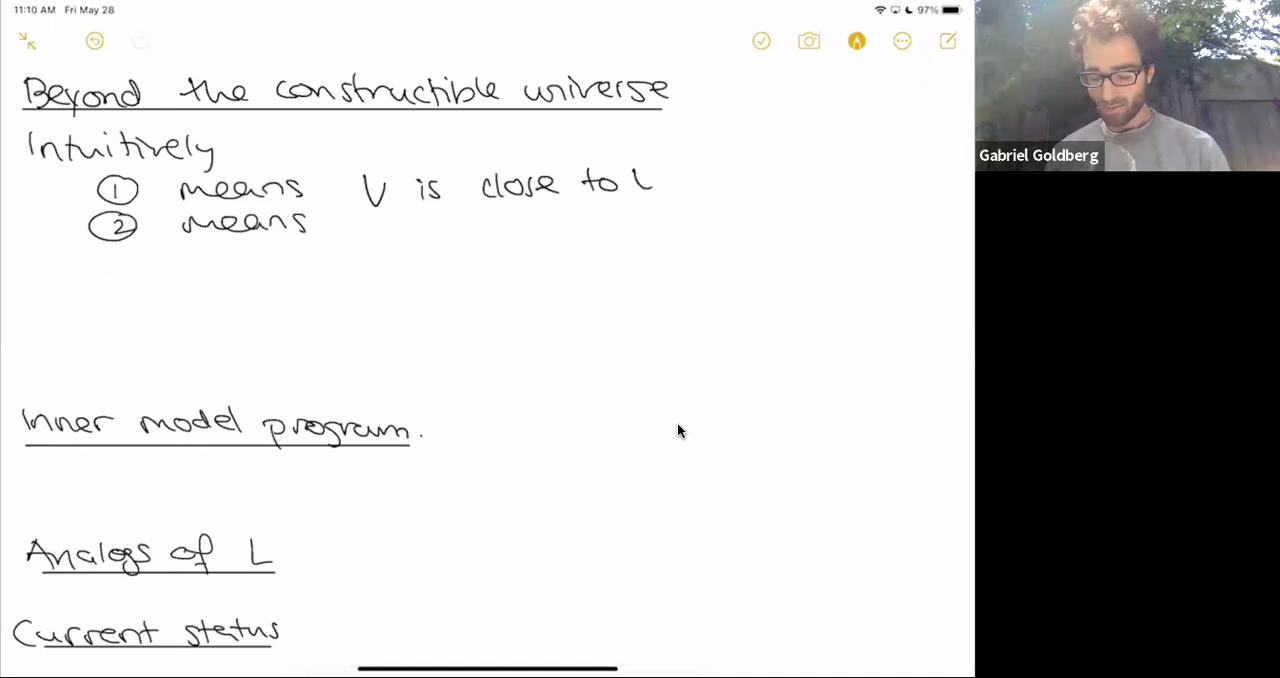 11:10 AM Fri May 28
97%
Beyond the constructible universe
Intuitively
① means V is close to L
② means
Inner model program.
Analogs of L
Current status
Gabriel Goldberg